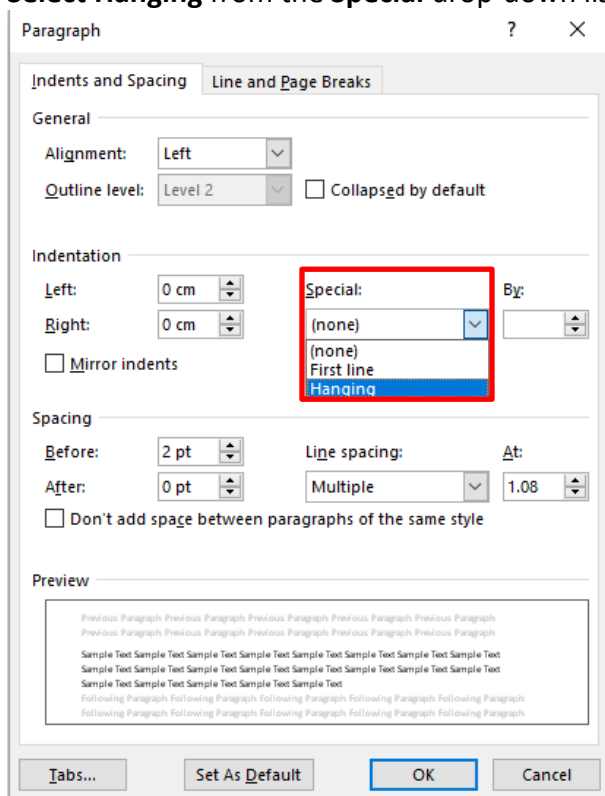 Select Hanging from the Special drop-down lis
Paragraph ? ×
Indents and Spacing Line and Page Breaks
General
Alignment: Left
Outline level: Level 2 Collapsed by default
Indentation
Left: 0 cm Special: By:
Right: 0 cm (none)
Mirror indents (none)
First line
Hanging
Spacing
Before: 2 pt Line spacing: At:
After: 0 pt Multiple 1.08
Don't add space between paragraphs of the same style
Preview
Previous Paragraph Previous Paragraph Previous Paragraph Previous Paragraph Previous Paragraph
Previous Paragraph Previous Paragraph Previous Paragraph Previous Paragraph Previous Paragraph
Sample Text Sample Text Sample Text Sample Text Sample Text Sample Text Sample Text Sample Text
Sample Text Sample Text Sample Text Sample Text Sample Text Sample Text Sample Text Sample Text
Sample Text Sample Text Sample Text Sample Text Sample Text
Following Paragraph Following Paragraph Following Paragraph Following Paragraph Following Paragraph
Following Paragraph Following Paragraph Following Paragraph Following Paragraph Following Paragraph
Tabs... Set As Default OK Cancel